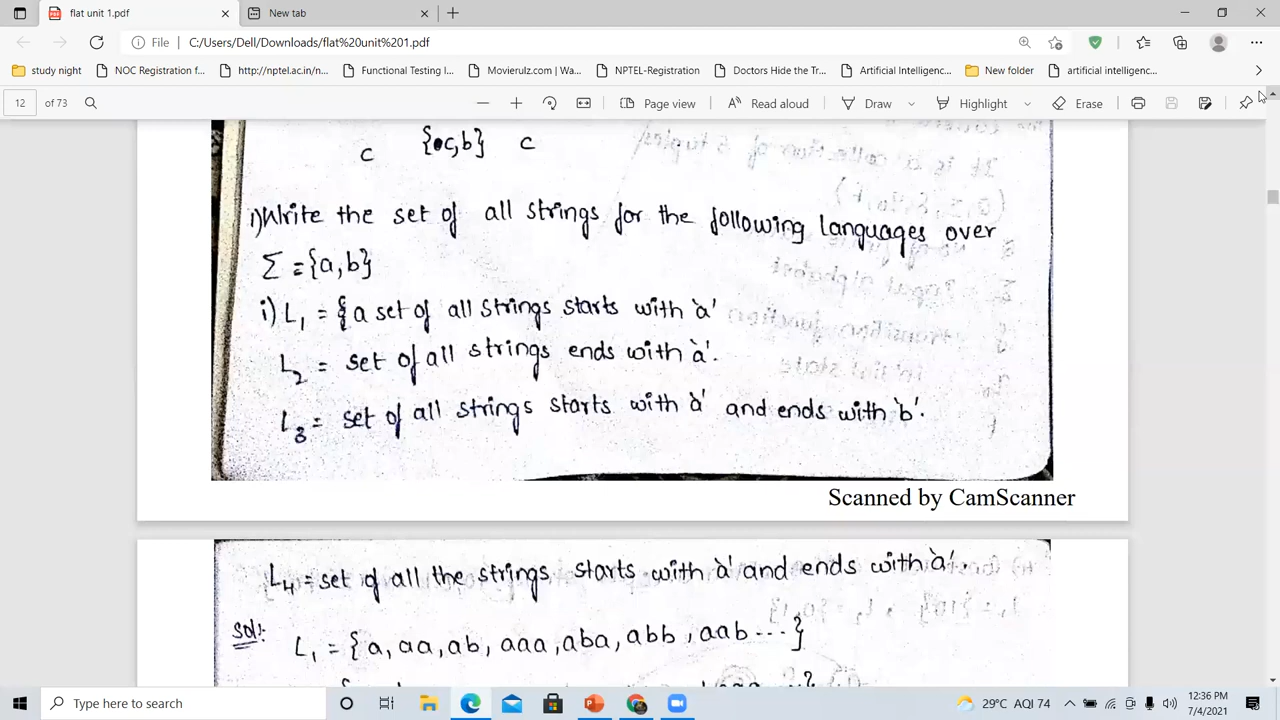 flat unit 1.pdf
New tab
File
C:/Users/Dell/Downloads/flat%20unit%201.pdf
study night
NOC Registration f...
http://nptel.ac.in/n...
Functional Testing I...
Movierulz.com | Wa...
NPTEL-Registration
Doctors Hide the Tr...
Artificial Intelligenc...
New folder
artificial intelligenc...
12 of 73
Page view
Read aloud
Draw
Highlight
Erase
c {c,b} c
1) Write the set of all strings for the following languages over
Σ = {a,b}
i) L₁ = {a set of all strings starts with 'a'
L₂ = set of all strings ends with 'a'.
L₃ = set of all strings starts with 'a' and ends with 'b'.
Scanned by CamScanner
L₄ = set of all the strings starts with 'a' and ends with 'a'.
Sol:
L₁ = { a, aa, ab, aaa, aba, abb, aab ... }
Type here to search
29°C AQI 74
12:36 PM
7/4/2021